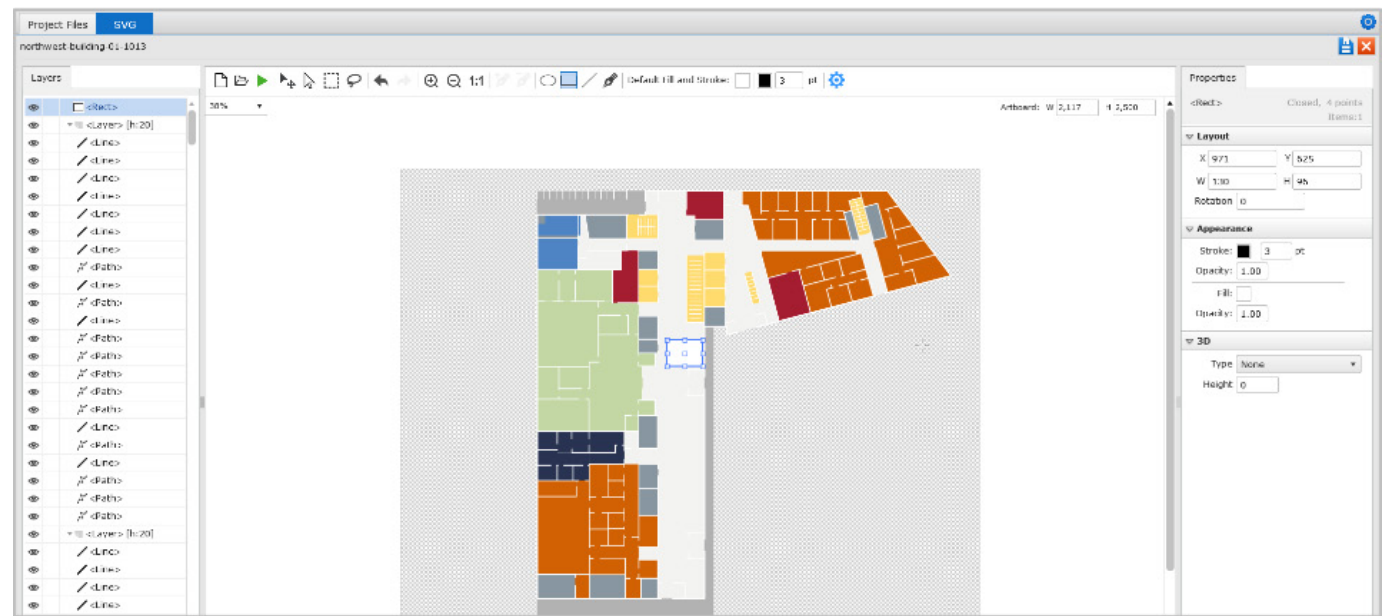 Project Files SVG
northwest-building-01-1013
Layers
<Rect>
<Layer> [h:20]
<Line>
<Line>
<Line>
<Line>
<Line>
<Line>
<Line>
<Path>
<Line>
<Path>
<Line>
<Path>
<Path>
<Path>
<Path>
<Path>
<Line>
<Path>
<Line>
<Path>
<Path>
<Path>
<Layer> [h:20]
<Line>
<Line>
<Line>
<Line>
1:1 Default Fill and Stroke: 3 pt
38% Artboard: W 2,117 H 2,500
Properties
<Rect> Closed, 4 points
Items:1
Layout
X 971 Y 625
W 130 H 96
Rotation 0
Appearance
Stroke: 3 pt
Opacity: 1.00
Fill:
Opacity: 1.00
3D
Type None
Height 0